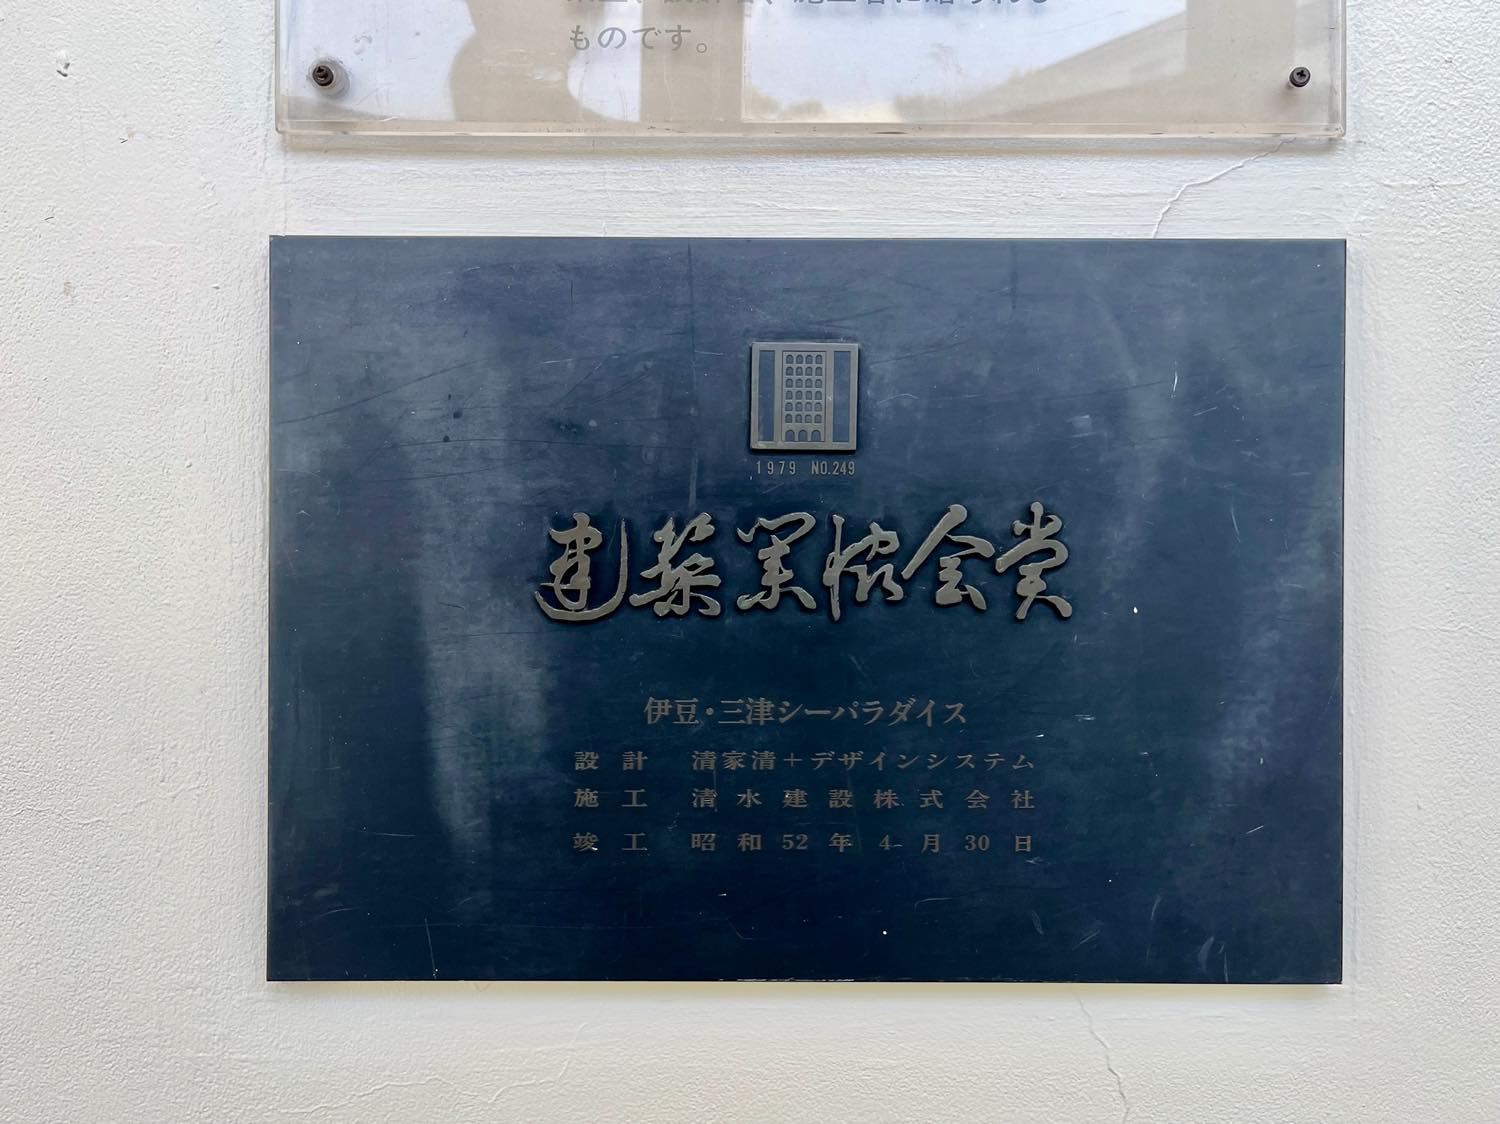 ものです。
1979 NO.249
建築業協会賞
伊豆・三津シーパラダイス
設計 清家清+デザインシステム
施工 清水建設株式会社
竣工 昭和52年4月30日